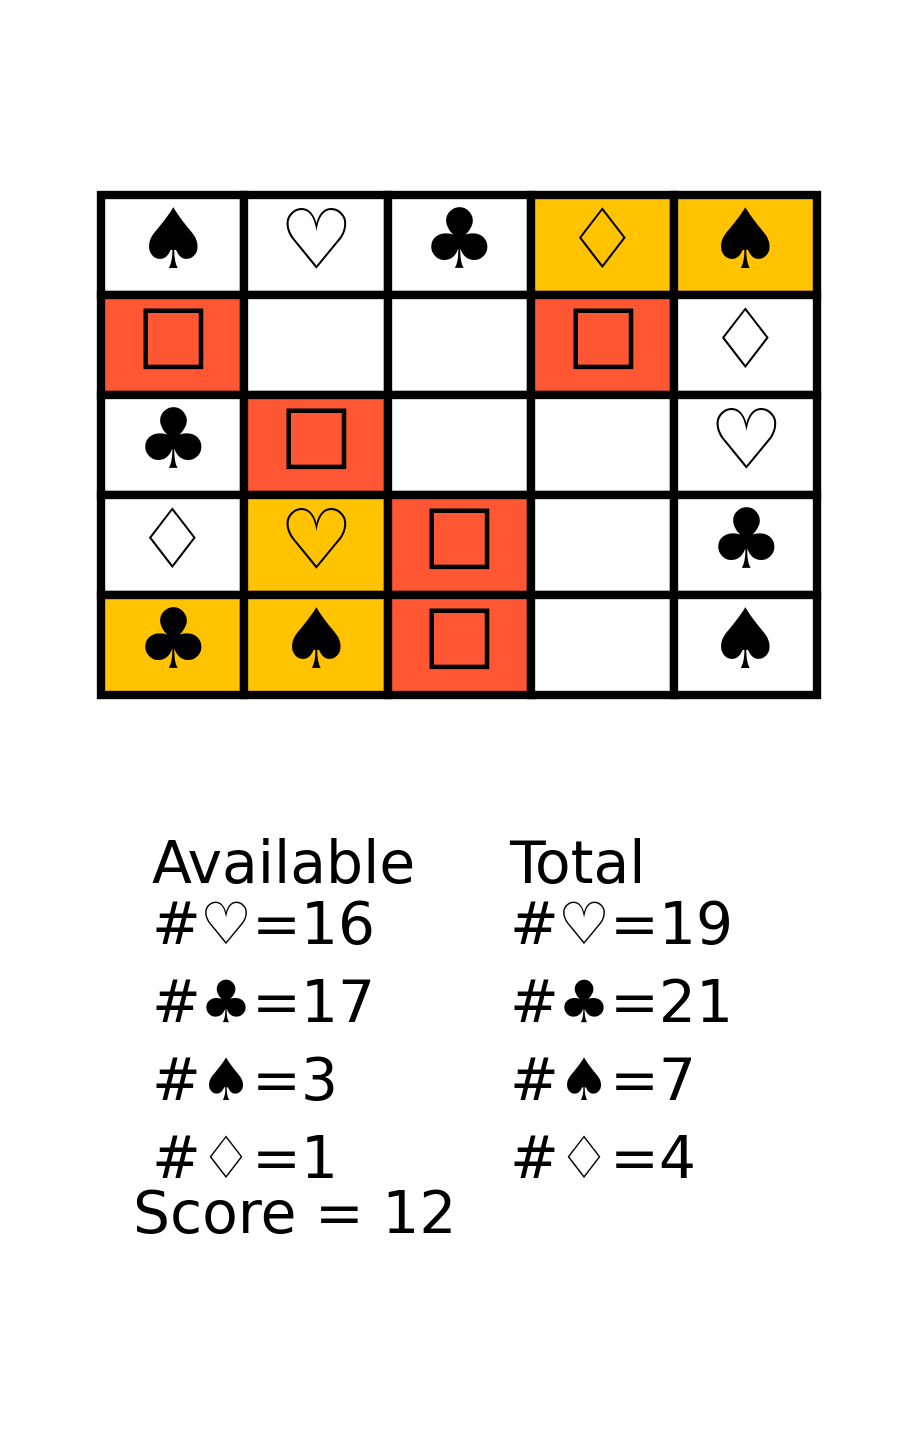 ♠ ♡ ♣ ♢ ♠
□ □ ♢
♣ □ ♡
♢ ♡ □ ♣
♣ ♠ □ ♠
Available Total
#♡=16 #♡=19
#♣=17 #♣=21
#♠=3 #♠=7
#♢=1 #♢=4
Score = 12